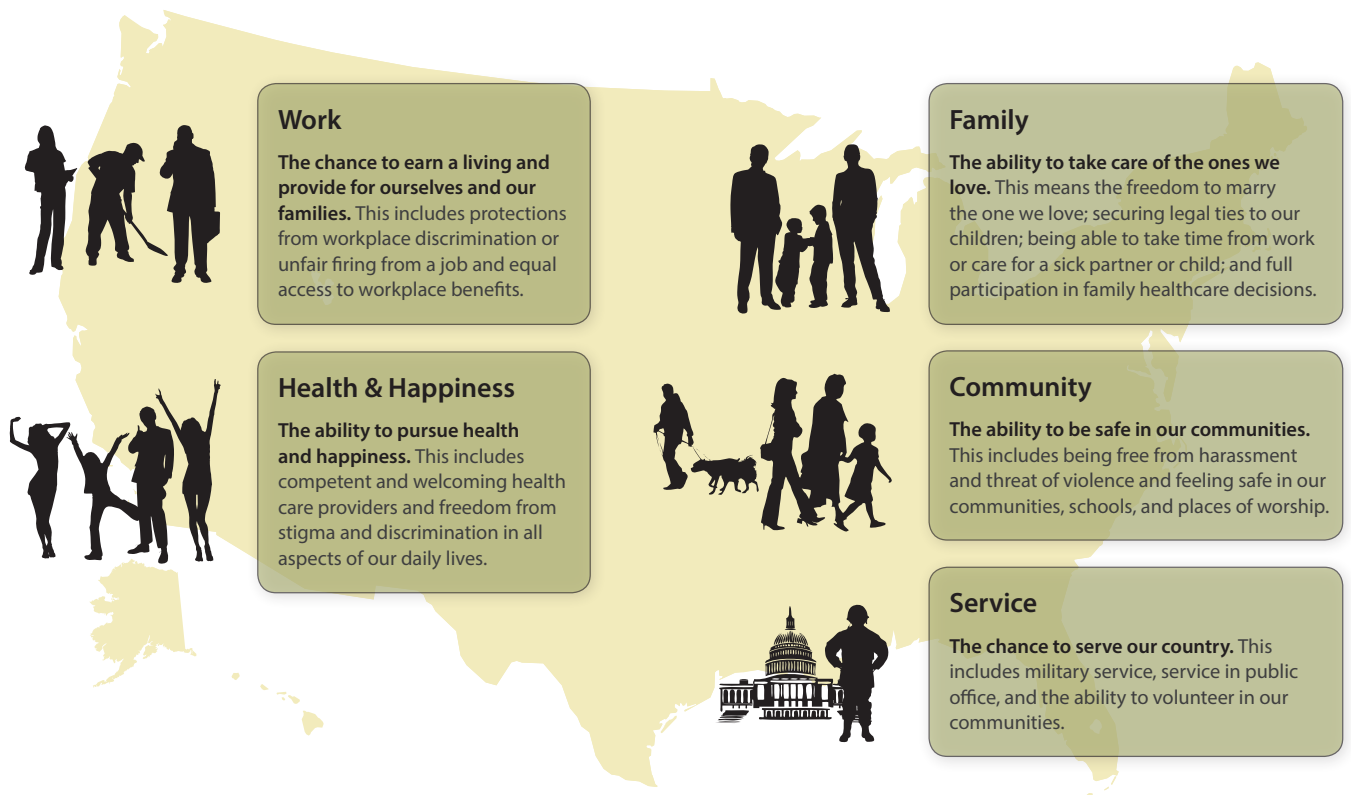 Work
The chance to earn a living and
provide for ourselves and our
families. This includes protections
from workplace discrimination or
unfair firing from a job and equal
access to workplace benefits.
Health & Happiness
The ability to pursue health
and happiness. This includes
competent and welcoming health
care providers and freedom from
stigma and discrimination in all
aspects of our daily lives.
Family
The ability to take care of the ones we
love. This means the freedom to marry
the one we love; securing legal ties to our
children; being able to take time from work
or care for a sick partner or child; and full
participation in family healthcare decisions.
Community
The ability to be safe in our communities.
This includes being free from harassment
and threat of violence and feeling safe in our
communities, schools, and places of worship.
Service
The chance to serve our country. This
includes military service, service in public
office, and the ability to volunteer in our
communities.